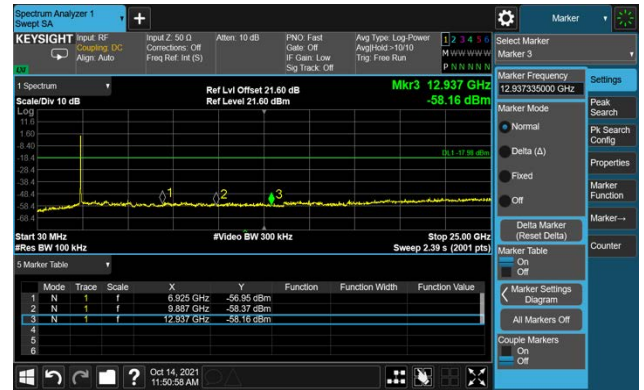 Spectrum Analyzer 1
Swept SA
+
Marker
KEYSIGHT
Input: RF
Coupling: DC
Align: Auto
Input Z: 50 Ω
Corrections: Off
Freq Ref: Int (S)
Atten: 10 dB
PNO: Fast
Gate: Off
IF Gain: Low
Sig Track: Off
Avg Type: Log-Power
Avg|Hold:>10/10
Trig: Free Run
1 2 3 4 5 6
M W W W W W
P N N N N N
LXI
Select Marker
Marker 3
1 Spectrum
Scale/Div 10 dB
Ref Lvl Offset 21.60 dB
Ref Level 21.60 dBm
Mkr3 12.937 GHz
-58.16 dBm
Log
11.6
1.60
-8.40
-18.4
-28.4
-38.4
-48.4
-58.4
-68.4
DL1 -17.98 dBm
1
2
3
Start 30 MHz
#Res BW 100 kHz
#Video BW 300 kHz
Stop 25.00 GHz
Sweep 2.39 s (2001 pts)
5 Marker Table
Mode Trace Scale X Y Function Function Width Function Value
1 N 1 f 6.925 GHz -56.95 dBm
2 N 1 f 9.887 GHz -58.37 dBm
3 N 1 f 12.937 GHz -58.16 dBm
4
5
6
Marker Frequency
12.937335000 GHz
Marker Mode
Normal
Delta (Δ)
Fixed
Off
Delta Marker
(Reset Delta)
Marker Table
On
Off
Marker Settings
Diagram
All Markers Off
Couple Markers
On
Off
Settings
Peak
Search
Pk Search
Config
Properties
Marker
Function
Marker→
Counter
?
Oct 14, 2021
11:50:58 AM